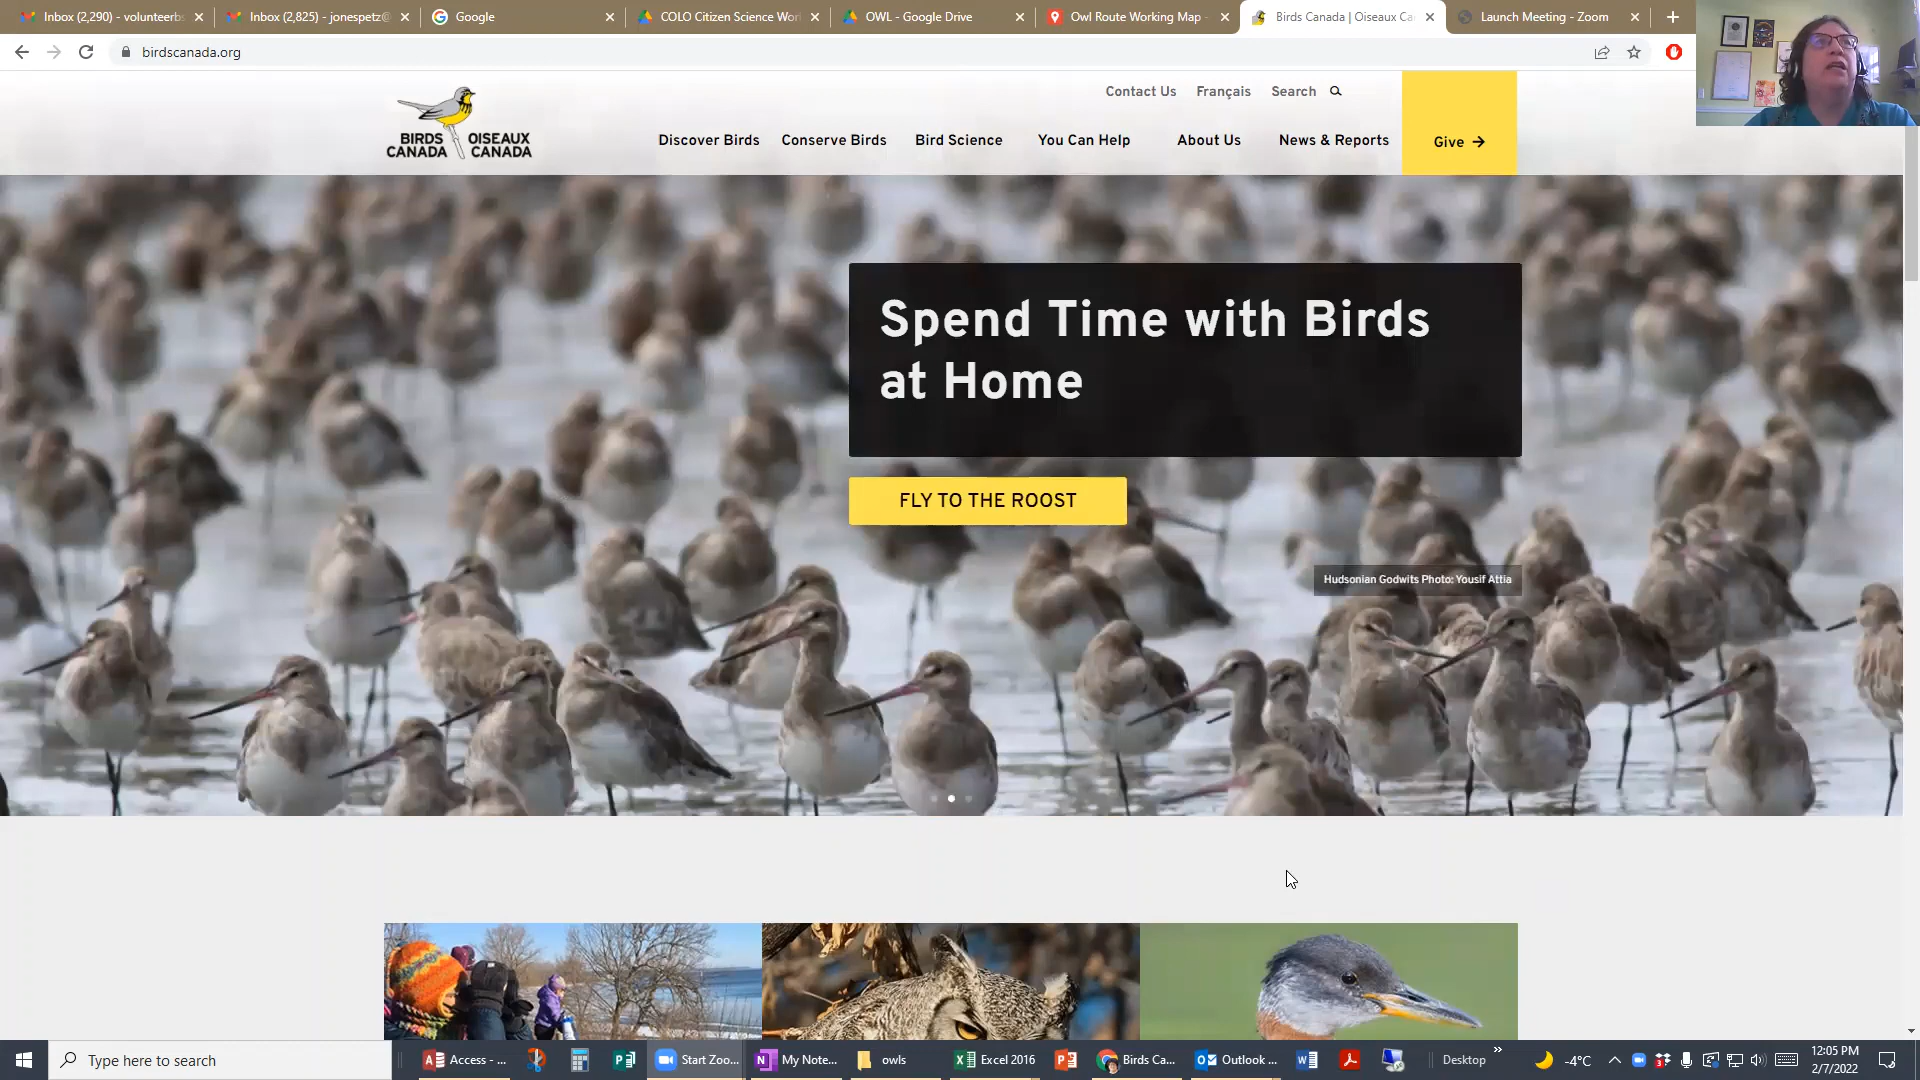 Inbox (2,290) - volunteerbs
Inbox (2,825) - jonespetz@
Google
COLO Citizen Science Wor
OWL - Google Drive
Owl Route Working Map -
Birds Canada | Oiseaux Ca
Launch Meeting - Zoom
birdscanada.org
Contact Us Français Search
BIRDS OISEAUX
CANADA CANADA
Discover Birds Conserve Birds Bird Science You Can Help About Us News & Reports
Give →
Spend Time with Birds
at Home
FLY TO THE ROOST
Hudsonian Godwits Photo: Yousif Attia
Type here to search
Access - ...
Start Zoo...
My Note...
owls
Excel 2016
Birds Ca...
Outlook ...
Desktop
-4°C
12:05 PM
2/7/2022